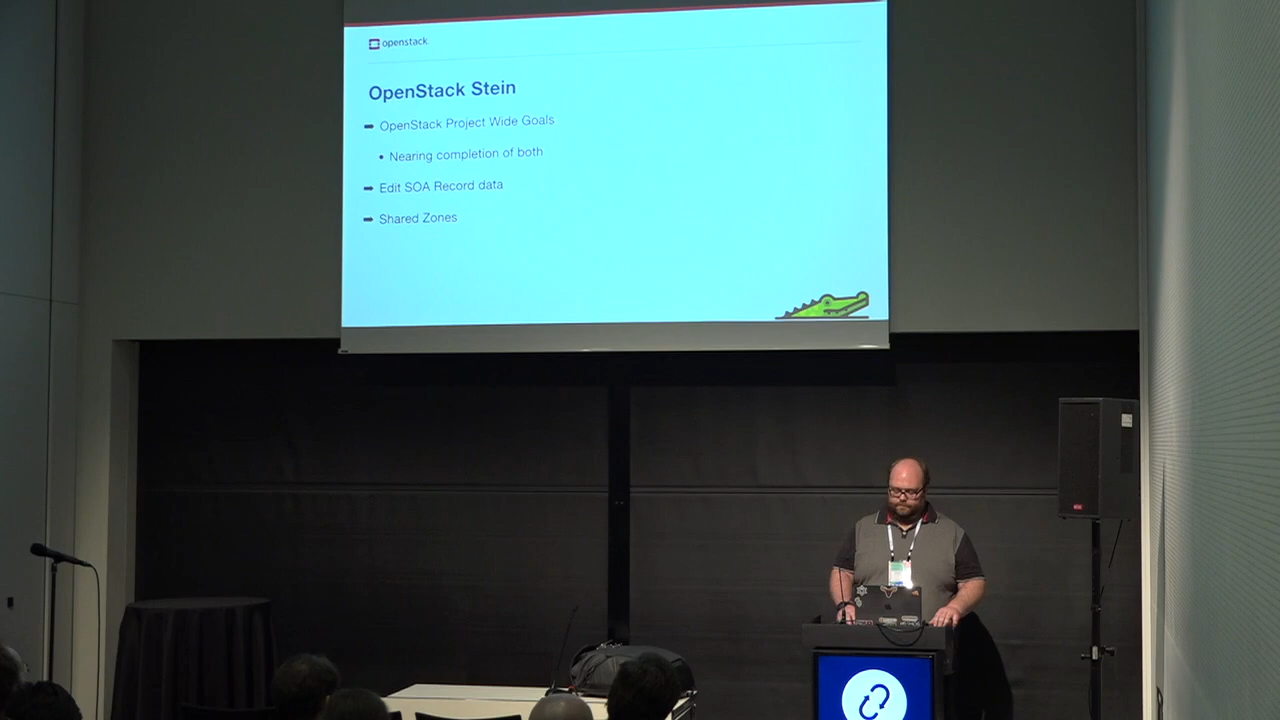 openstack.
OpenStack Stein
OpenStack Project Wide Goals
Nearing completion of both
Edit SOA Record data
Shared Zones